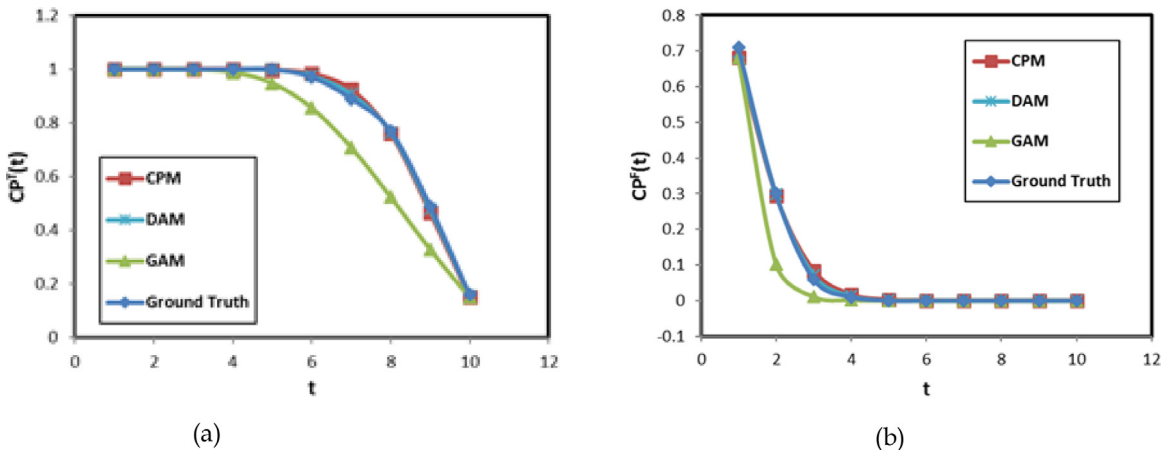 1.2
1
0.8
0.6
0.4
0.2
0
CPᵀ(t)
CPM
DAM
GAM
Ground Truth
0 2 4 6 8 10 12
t
(a)
0.8
0.7
0.6
0.5
0.4
0.3
0.2
0.1
0
-0.1
CPᶠ(t)
CPM
DAM
GAM
Ground Truth
0 2 4 6 8 10 12
t
(b)